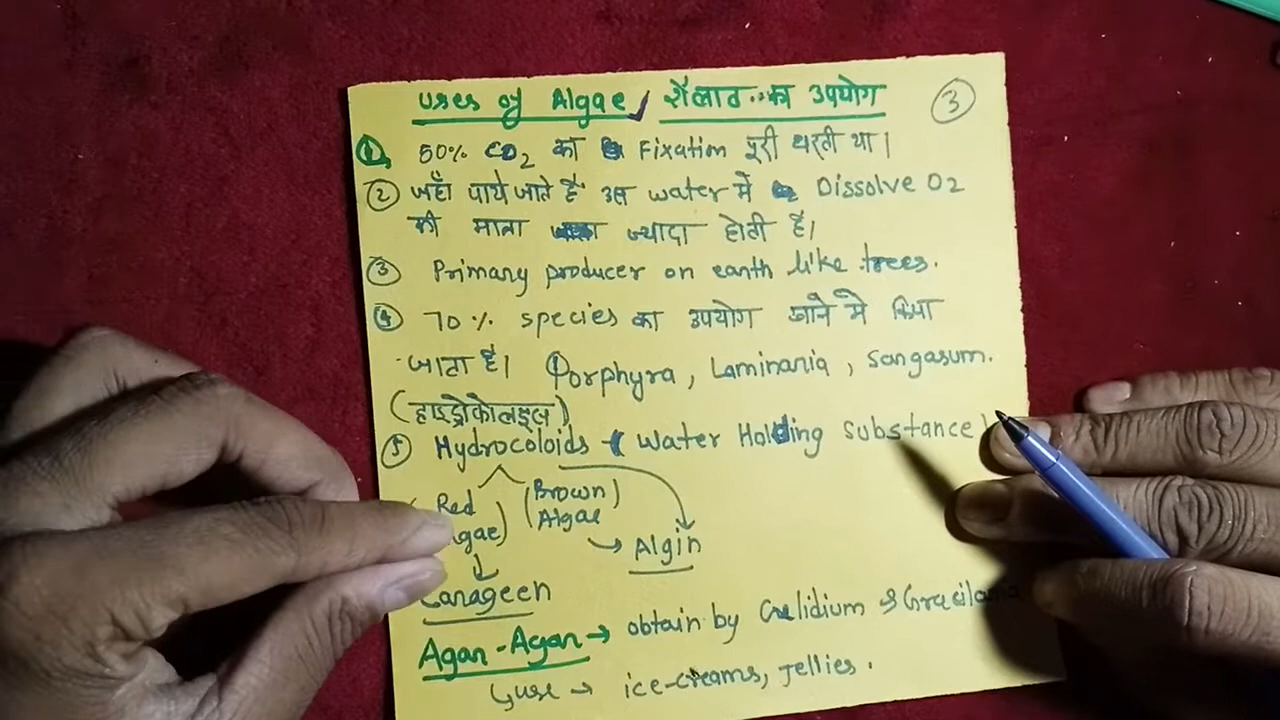 Uses of Algae / शैलाल का उपयोग ③
① 50% CO2 का Fixation पूरी धरती था।
② जहाँ पाये जाते है उस water में Dissolve O2
की मात्रा ज्यादा होती है।
③ Primary producer on earth like trees.
④ 70% species का उपयोग खाने मे किया
जाता है। Porphyra, Laminaria, Sargasum.
(हाइड्रोकोलइल्स)
⑤ Hydrocoloids ( Water Holding Substance )
(Red Algae) (Brown Algae)
Algin
Carageen
Agar-Agar → obtain by Gelidium & Gracilaria
use → ice-creams, Jellies.